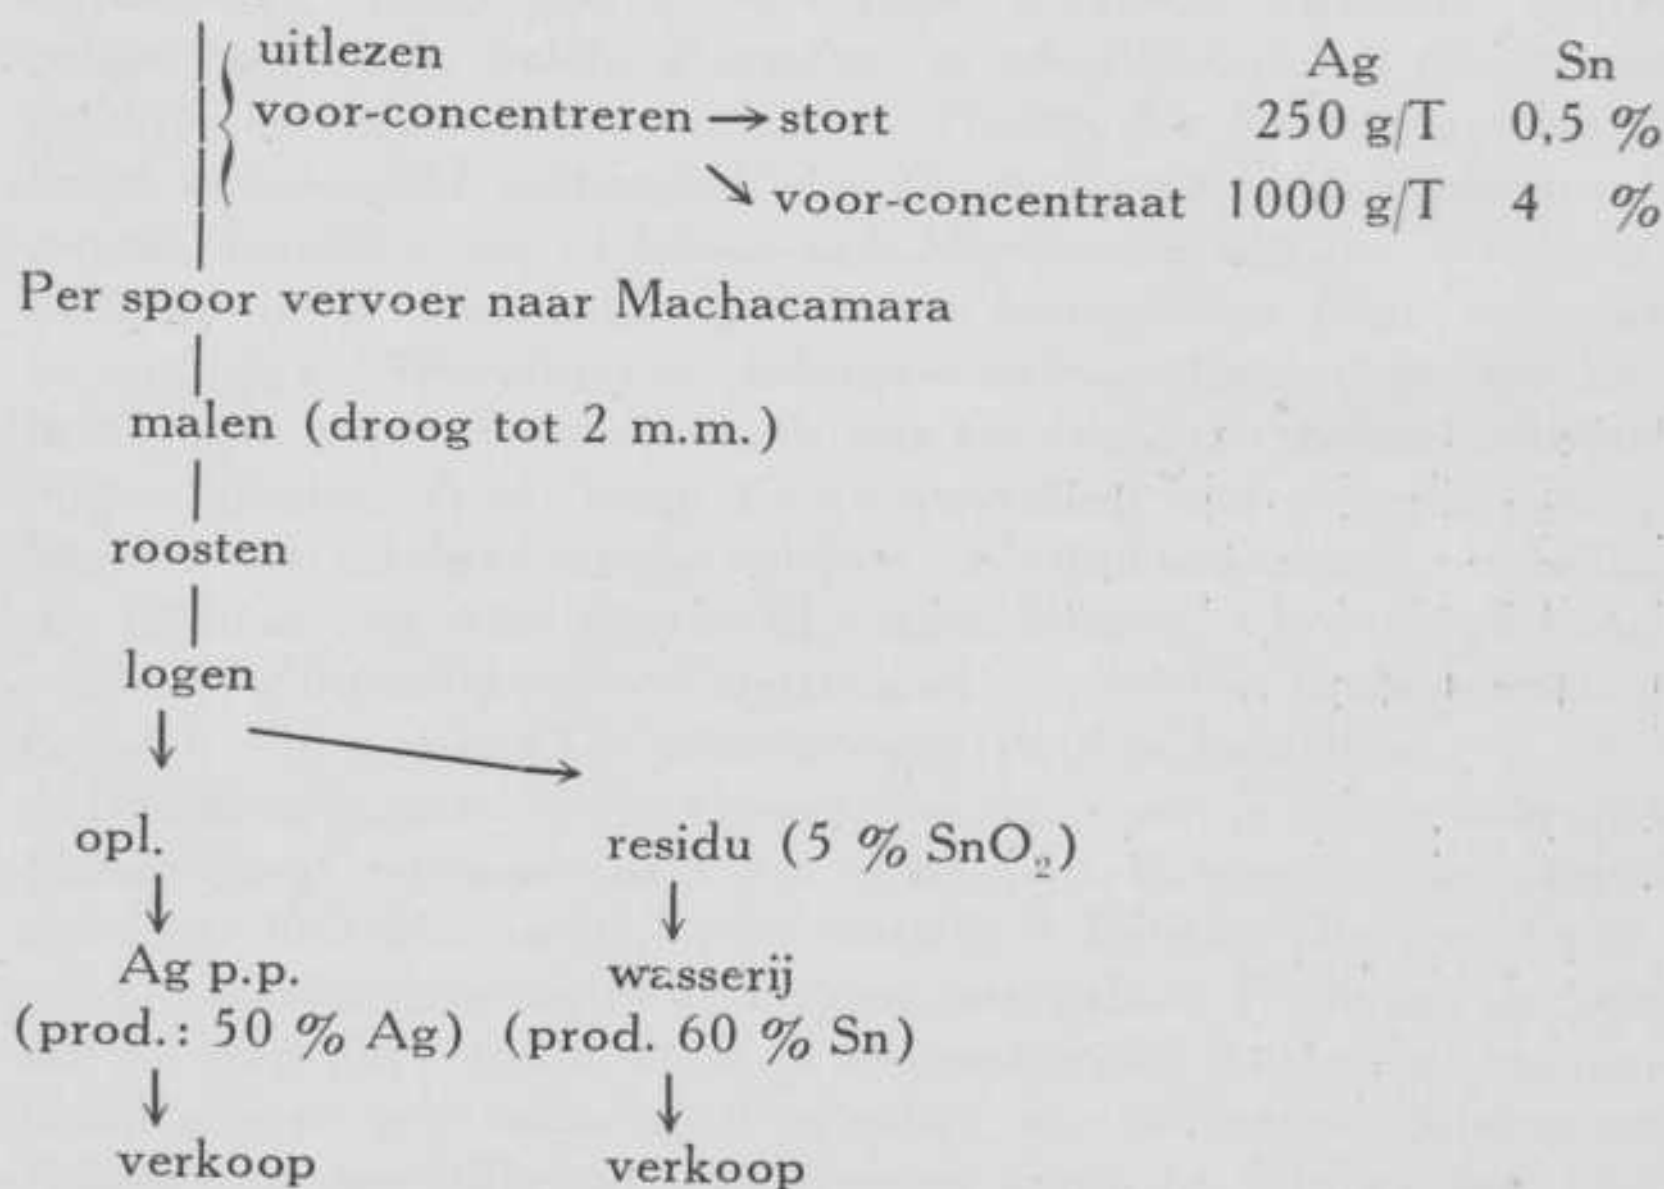 uitlezen Ag Sn
voor-concentreren → stort 250 g/T 0,5 %
voor-concentraat 1000 g/T 4 %
Per spoor vervoer naar Machacamara
malen (droog tot 2 m.m.)
roosten
logen
opl. residu (5 % SnO₂)
Ag p.p. wasserij
(prod.: 50 % Ag) (prod. 60 % Sn)
verkoop verkoop